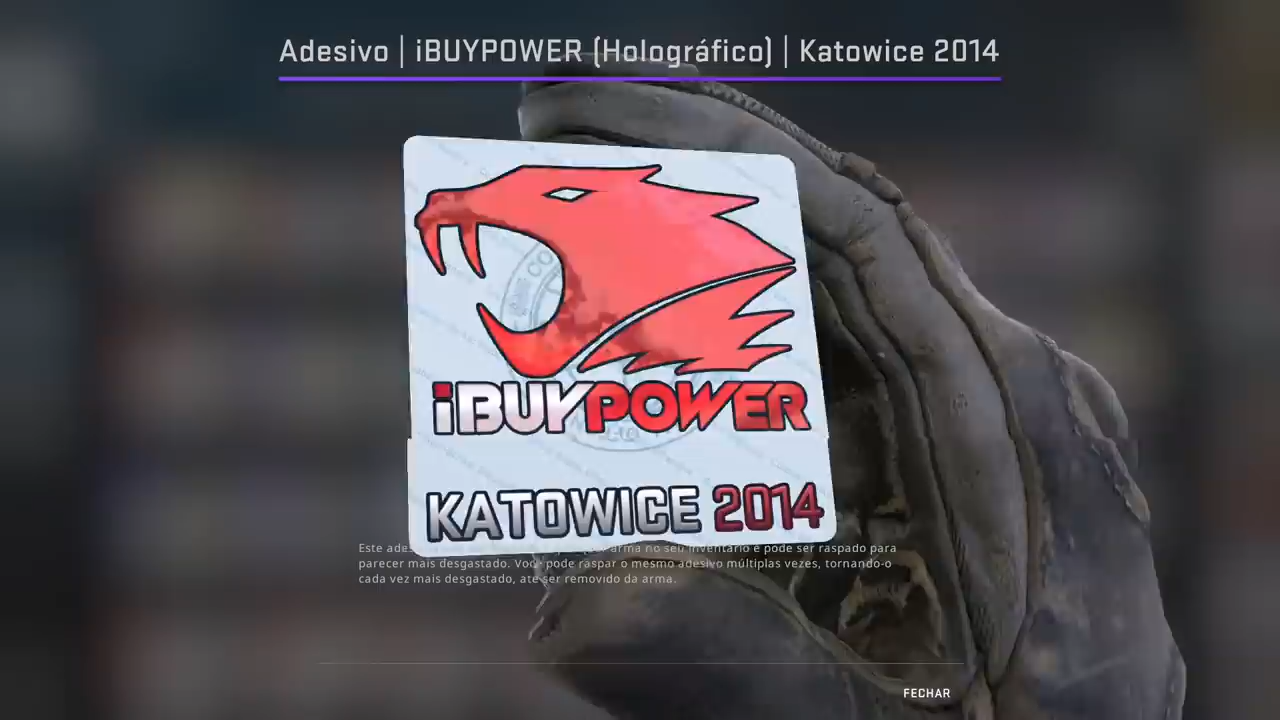 Adesivo | iBUYPOWER (Holográfico) | Katowice 2014
iBUYPOWER
KATOWICE 2014
Este arma no seu inventário e pode ser raspado para
parecer mais desgastado. Você pode raspar o mesmo adesivo múltiplas vezes, tornando-o
cada vez mais desgastado, até ser removido da arma.
FECHAR